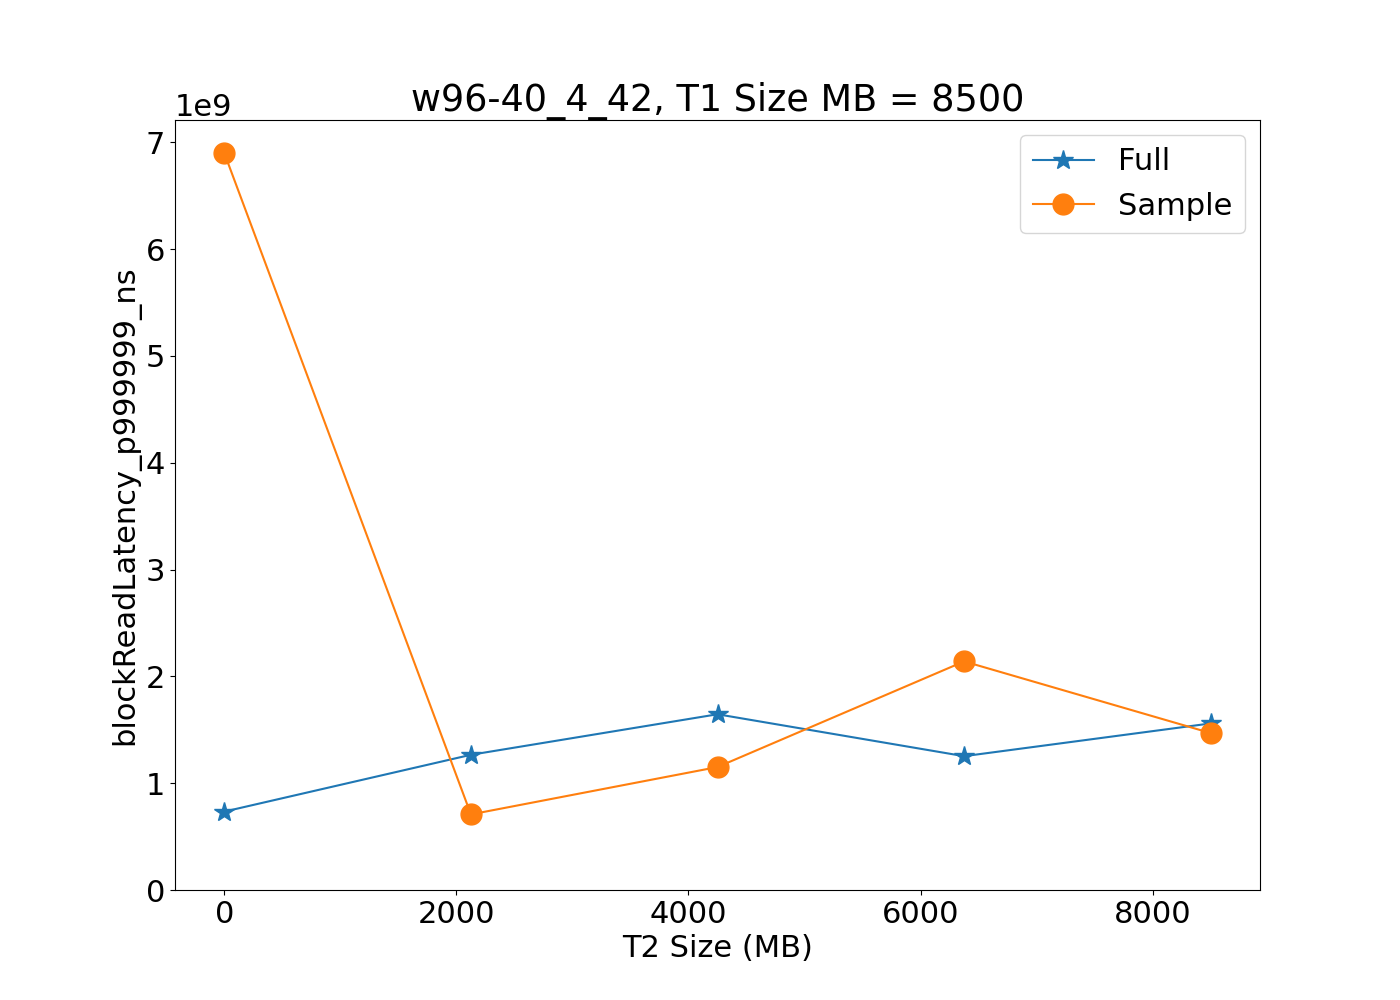 w96-40_4_42, T1 Size MB = 8500
1e9
7
6
5
4
3
2
1
0
blockReadLatency_p999999_ns
Full
Sample
0 2000 4000 6000 8000
T2 Size (MB)